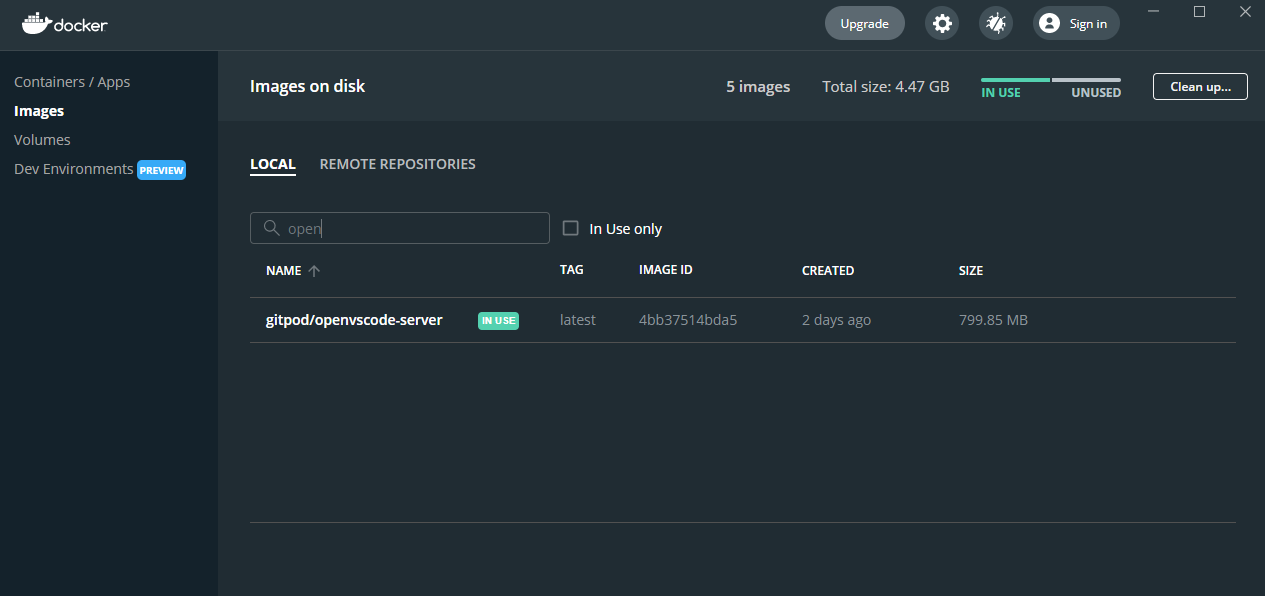 docker
Upgrade
Sign in
Containers / Apps
Images
Volumes
Dev Environments PREVIEW
Images on disk
5 images
Total size: 4.47 GB
IN USE
UNUSED
Clean up...
LOCAL
REMOTE REPOSITORIES
open
In Use only
NAME TAG IMAGE ID CREATED SIZE
gitpod/openvscode-server IN USE latest 4bb37514bda5 2 days ago 799.85 MB